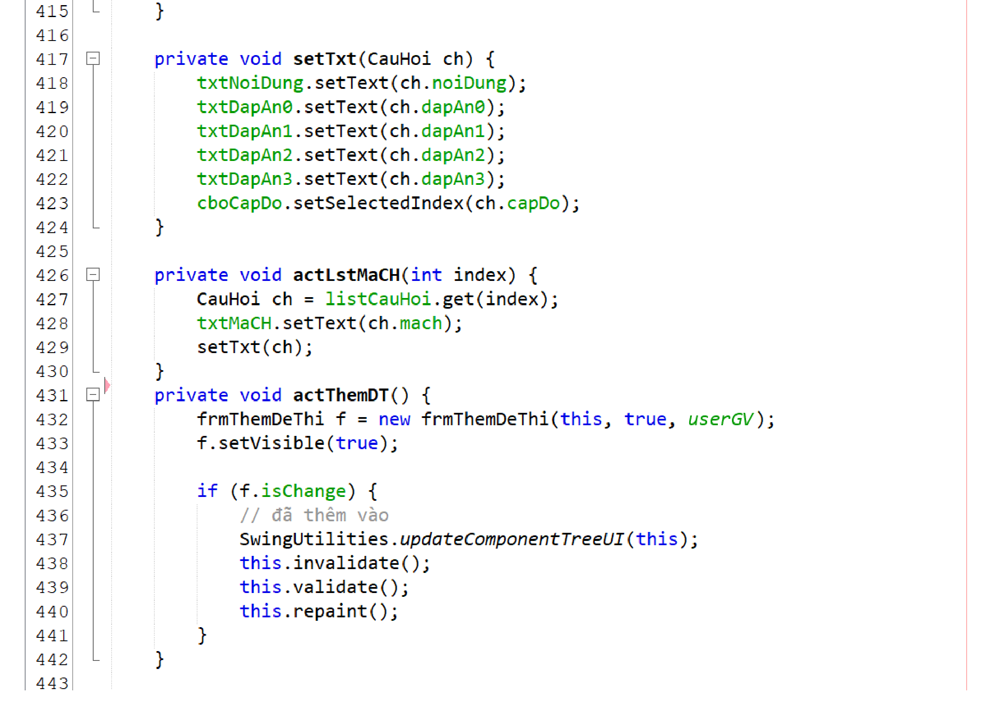 415 }
416
417 private void setTxt(CauHoi ch) {
418 txtNoiDung.setText(ch.noiDung);
419 txtDapAn0.setText(ch.dapAn0);
420 txtDapAn1.setText(ch.dapAn1);
421 txtDapAn2.setText(ch.dapAn2);
422 txtDapAn3.setText(ch.dapAn3);
423 cboCapDo.setSelectedIndex(ch.capDo);
424 }
425
426 private void actLstMaCH(int index) {
427 CauHoi ch = listCauHoi.get(index);
428 txtMaCH.setText(ch.mach);
429 setTxt(ch);
430 }
431 private void actThemDT() {
432 frmThemDeThi f = new frmThemDeThi(this, true, userGV);
433 f.setVisible(true);
434
435 if (f.isChange) {
436 // đã thêm vào
437 SwingUtilities.updateComponentTreeUI(this);
438 this.invalidate();
439 this.validate();
440 this.repaint();
441 }
442 }
443